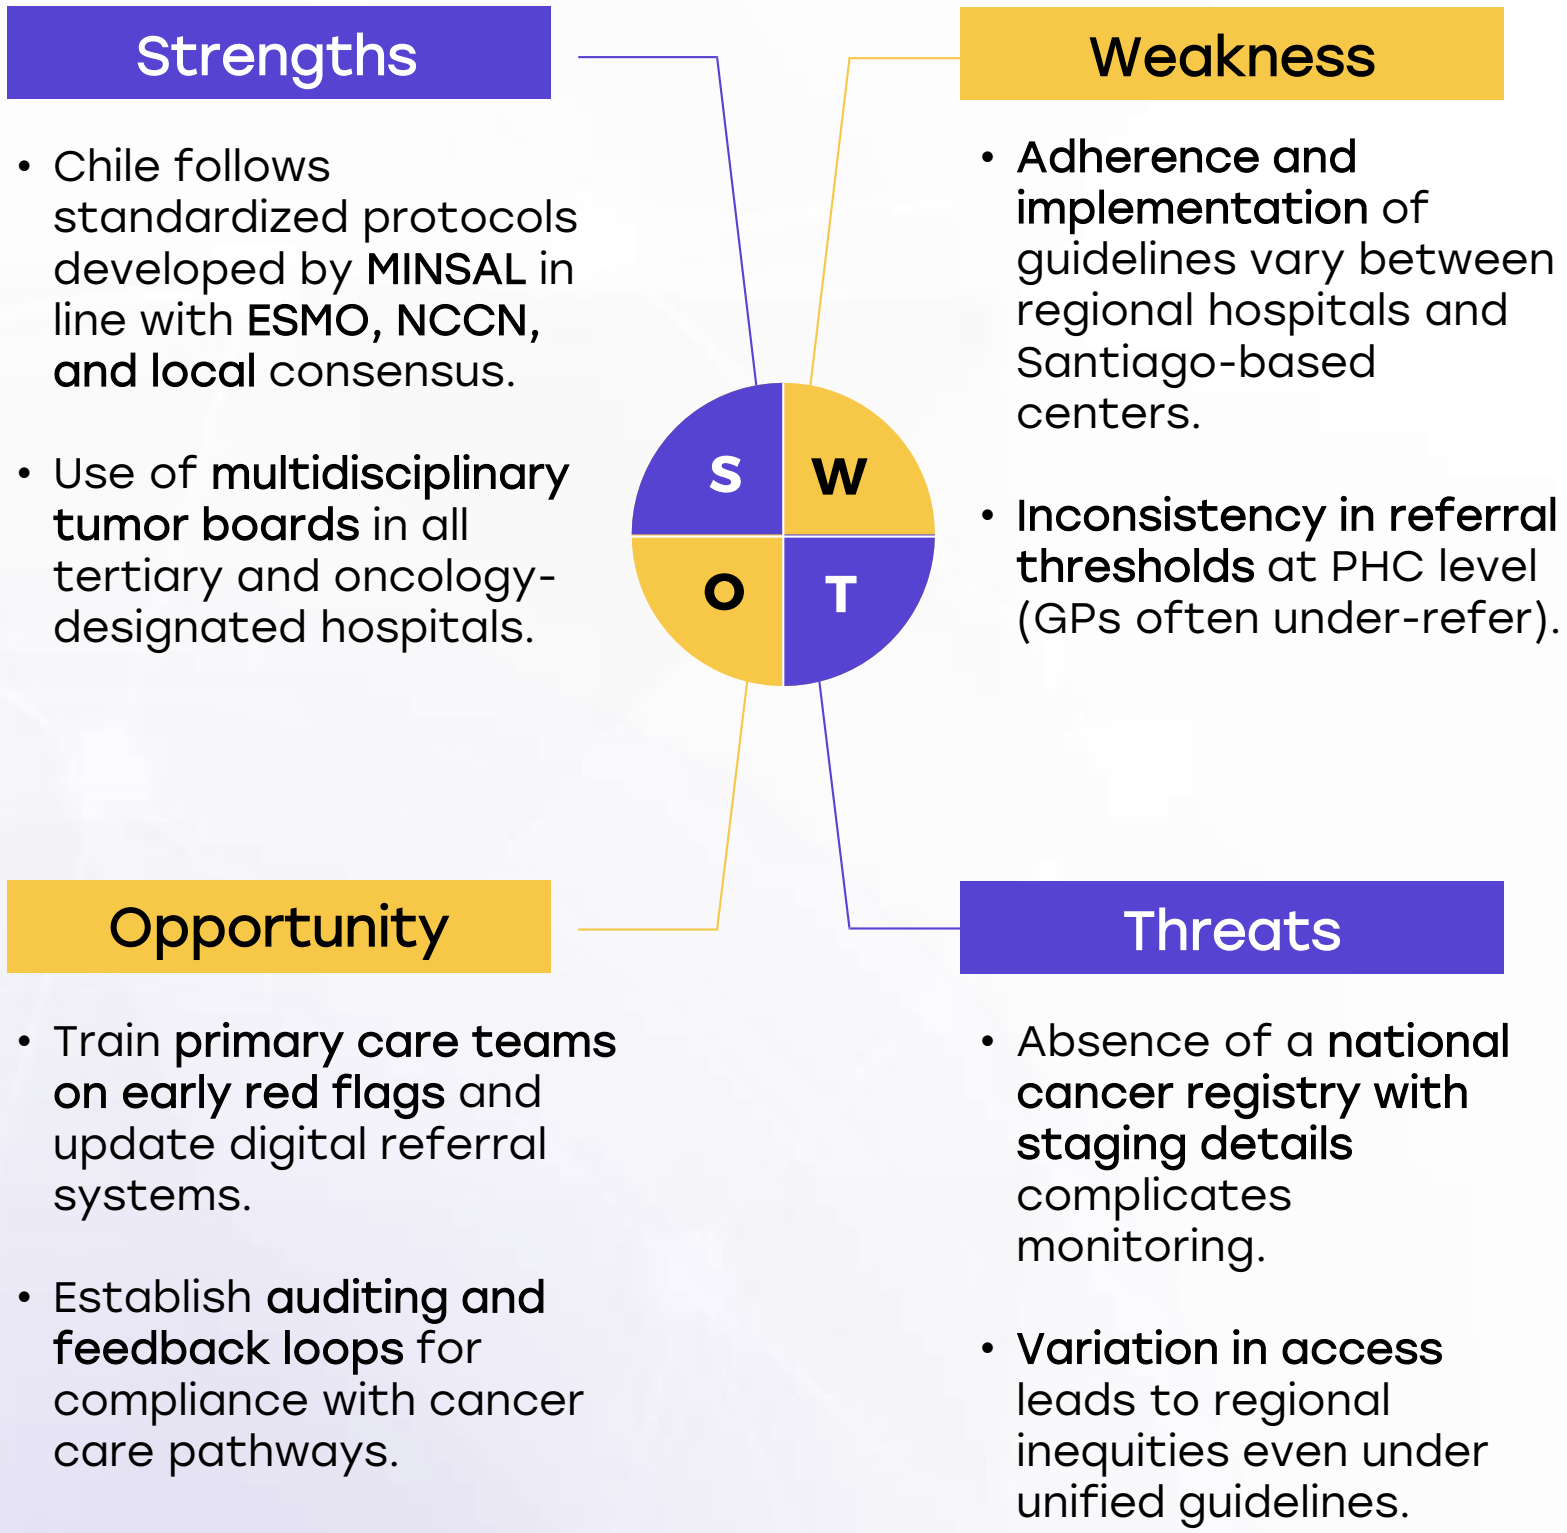 Strengths
• Chile follows
standardized protocols
developed by MINSAL in
line with ESMO, NCCN,
and local consensus.
• Use of multidisciplinary
tumor boards in all
tertiary and oncology-
designated hospitals.
Weakness
• Adherence and
implementation of
guidelines vary between
regional hospitals and
Santiago-based
centers.
• Inconsistency in referral
thresholds at PHC level
(GPs often under-refer).
S
W
O
T
Opportunity
• Train primary care teams
on early red flags and
update digital referral
systems.
• Establish auditing and
feedback loops for
compliance with cancer
care pathways.
Threats
• Absence of a national
cancer registry with
staging details
complicates
monitoring.
• Variation in access
leads to regional
inequities even under
unified guidelines.